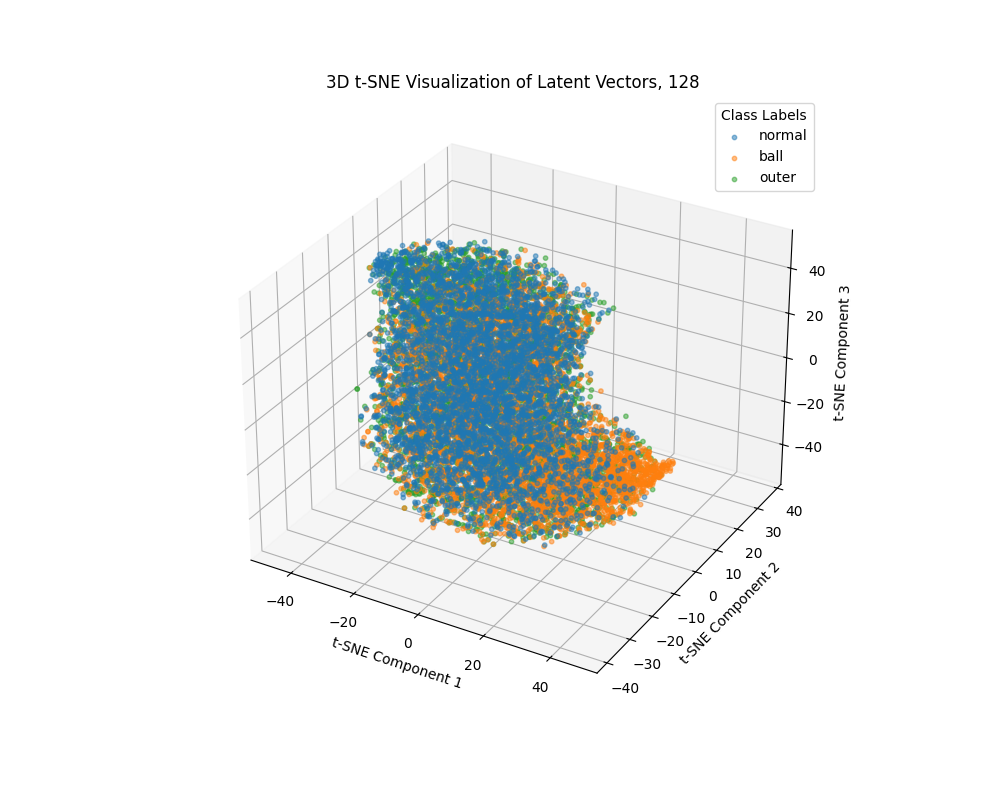 3D t-SNE Visualization of Latent Vectors, 128
Class Labels
normal
ball
outer
40
20
0
−20
−40
t-SNE Component 3
40
30
20
10
0
−10
−20
−30
−40
t-SNE Component 2
−40
−20
0
20
40
t-SNE Component 1